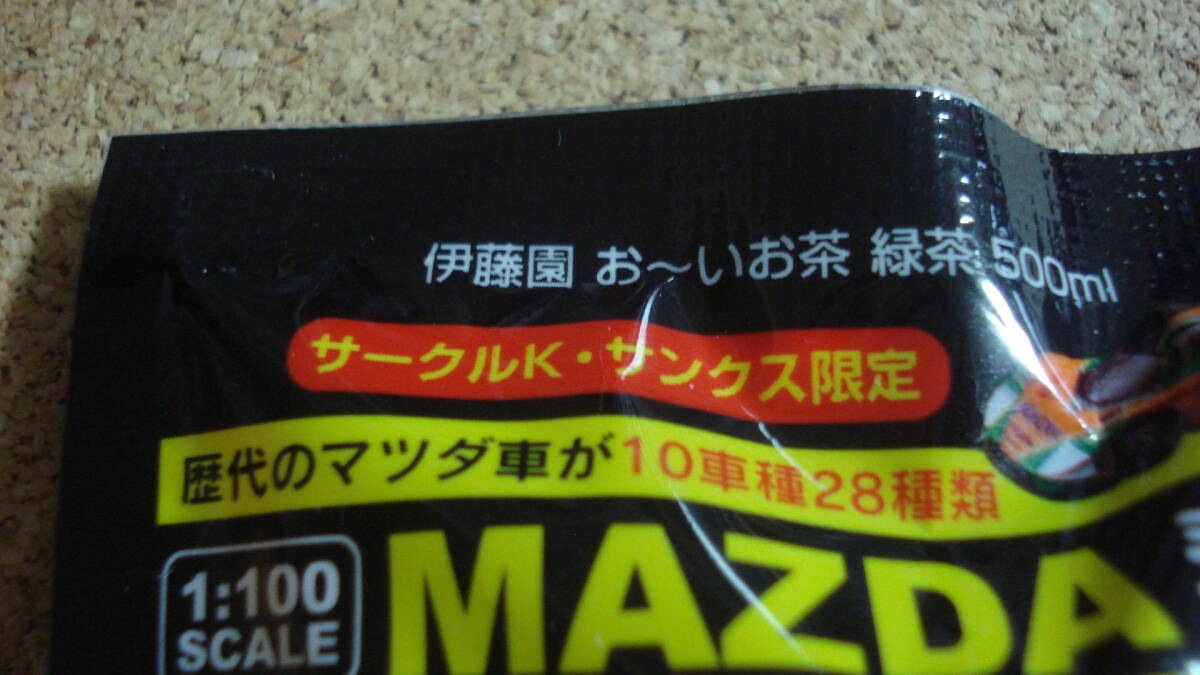 伊藤園 お～いお茶 緑茶 500ml
サークルK・サンクス限定
歴代のマツダ車が10車種28種類
1:100
SCALE
MAZDA